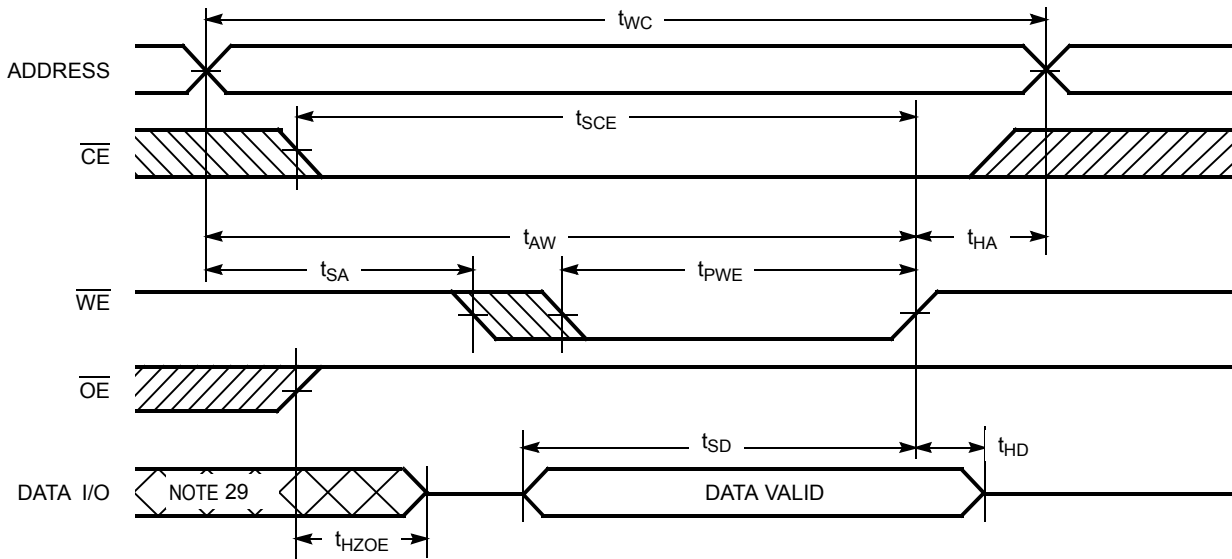 tWC
ADDRESS
tSCE
CE
tAW
tHA
tSA
tPWE
WE
OE
tSD
tHD
DATA I/O
NOTE 29
DATA VALID
tHZOE